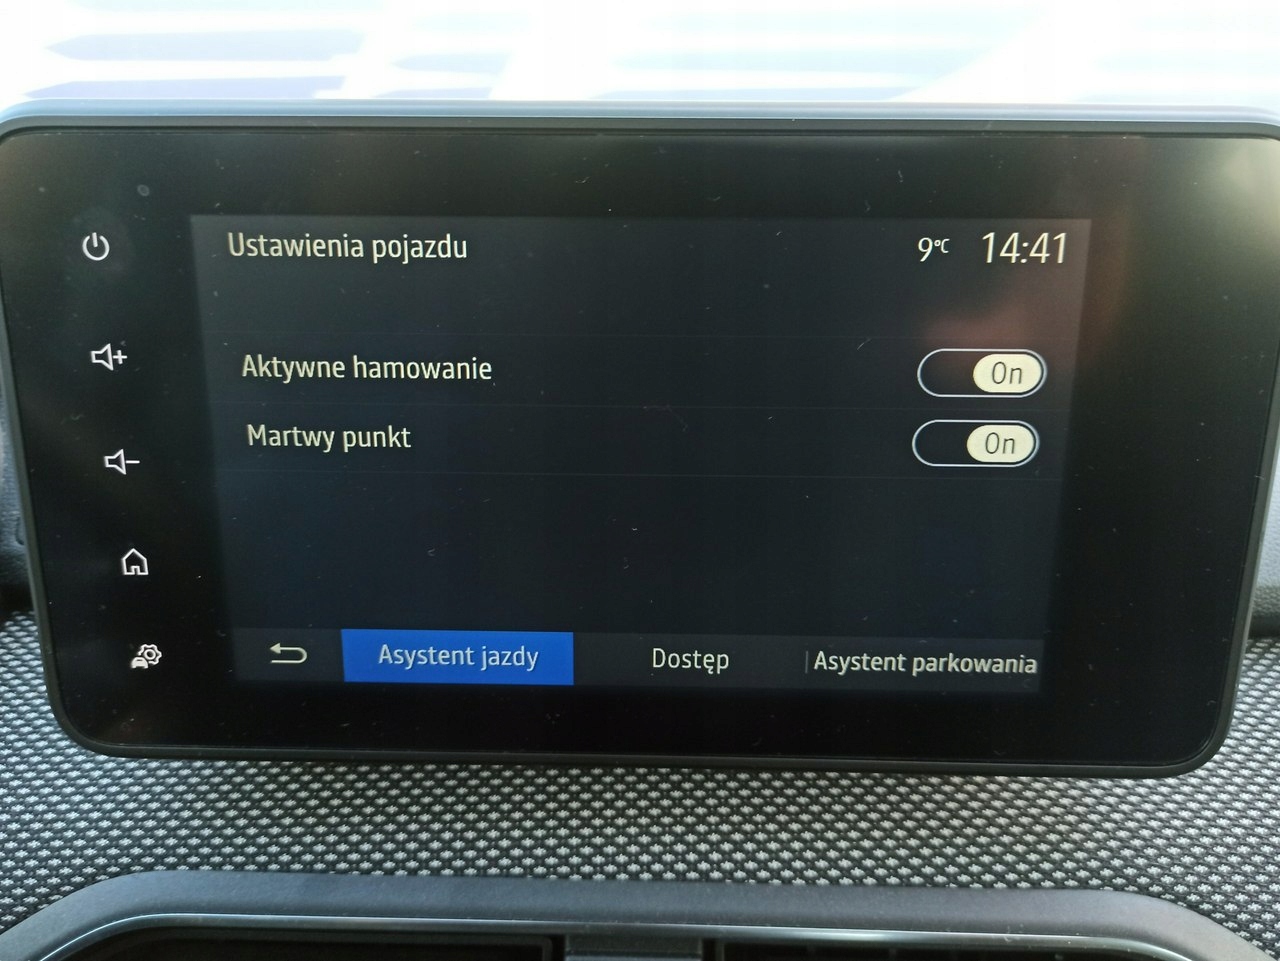 Ustawienia pojazdu 9°C 14:41
Aktywne hamowanie On
Martwy punkt On
Asystent jazdy Dostęp Asystent parkowania